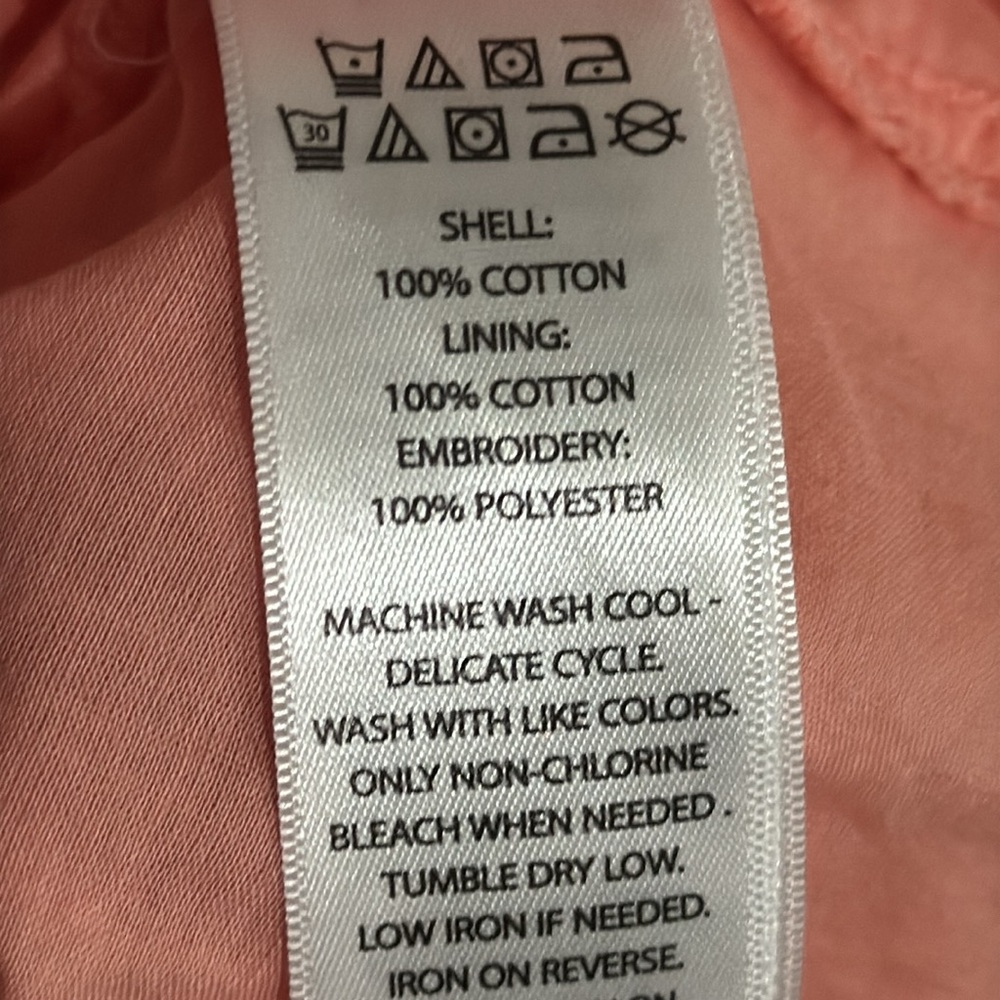 30
SHELL:
100% COTTON
LINING:
100% COTTON
EMBROIDERY:
100% POLYESTER
MACHINE WASH COOL -
DELICATE CYCLE.
WASH WITH LIKE COLORS.
ONLY NON-CHLORINE
BLEACH WHEN NEEDED .
TUMBLE DRY LOW.
LOW IRON IF NEEDED.
IRON ON REVERSE.